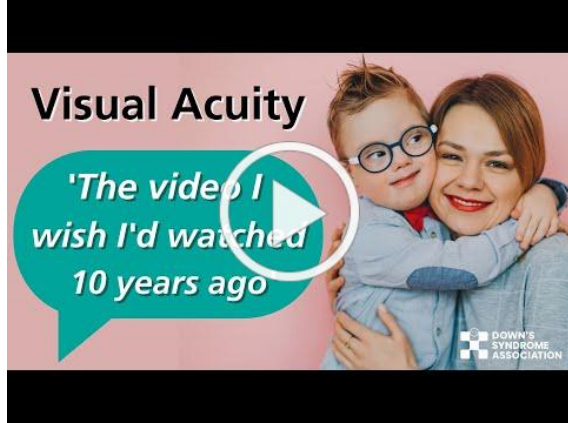 Visual Acuity
'The video I
wish I'd watched
10 years ago'
DOWN'S
SYNDROME
ASSOCIATION